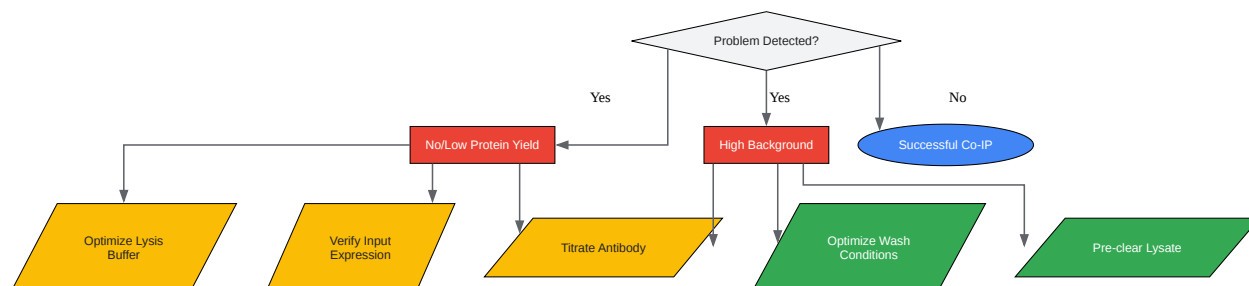 Problem Detected?
Yes
Yes
No
No/Low Protein Yield
High Background
Successful Co-IP
Optimize Lysis
Buffer
Verify Input
Expression
Titrate Antibody
Optimize Wash
Conditions
Pre-clear Lysate